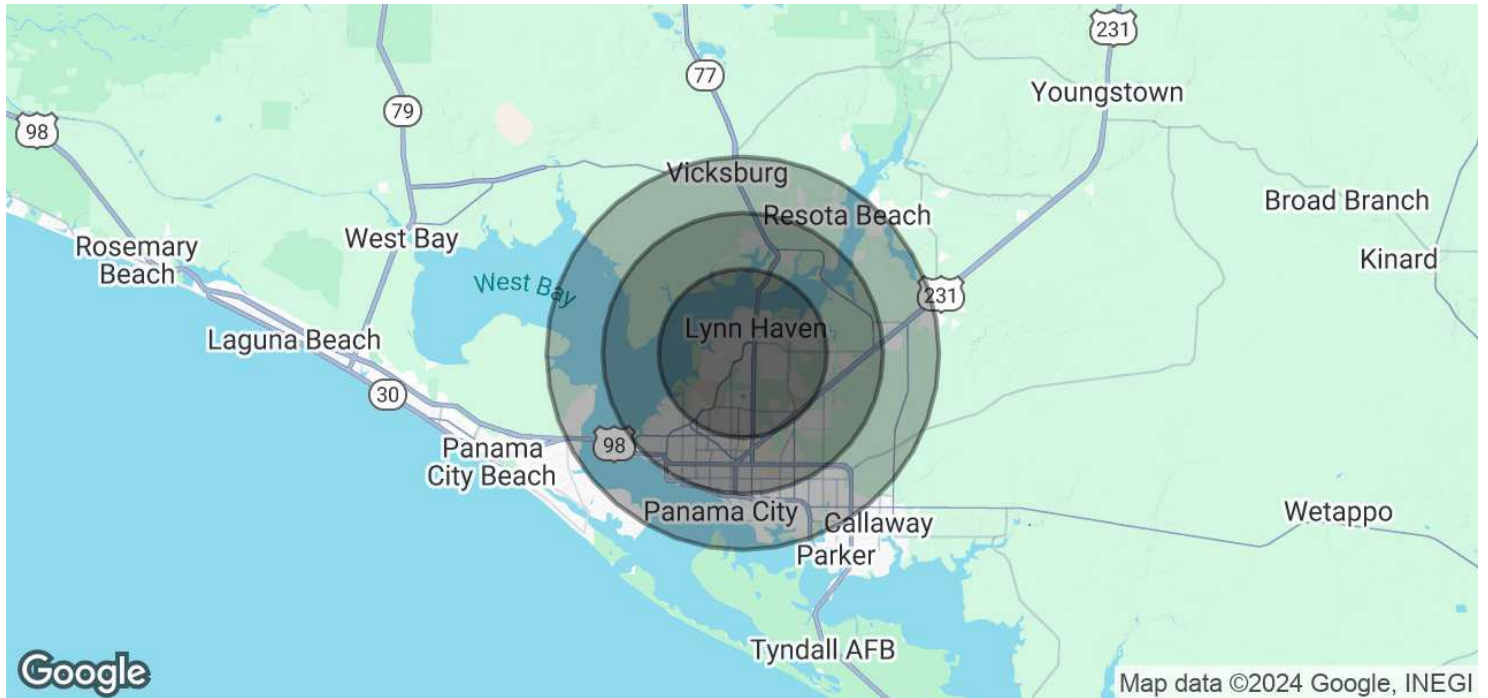 231
77
Youngstown
79
98
Vicksburg
Broad Branch
Resota Beach
Rosemary
Beach
West Bay
Kinard
West Bay
231
Lynn Haven
Laguna Beach
30
98
Panama
City Beach
Panama City
Callaway
Wetappo
Parker
Tyndall AFB
Google
Map data ©2024 Google, INEGI